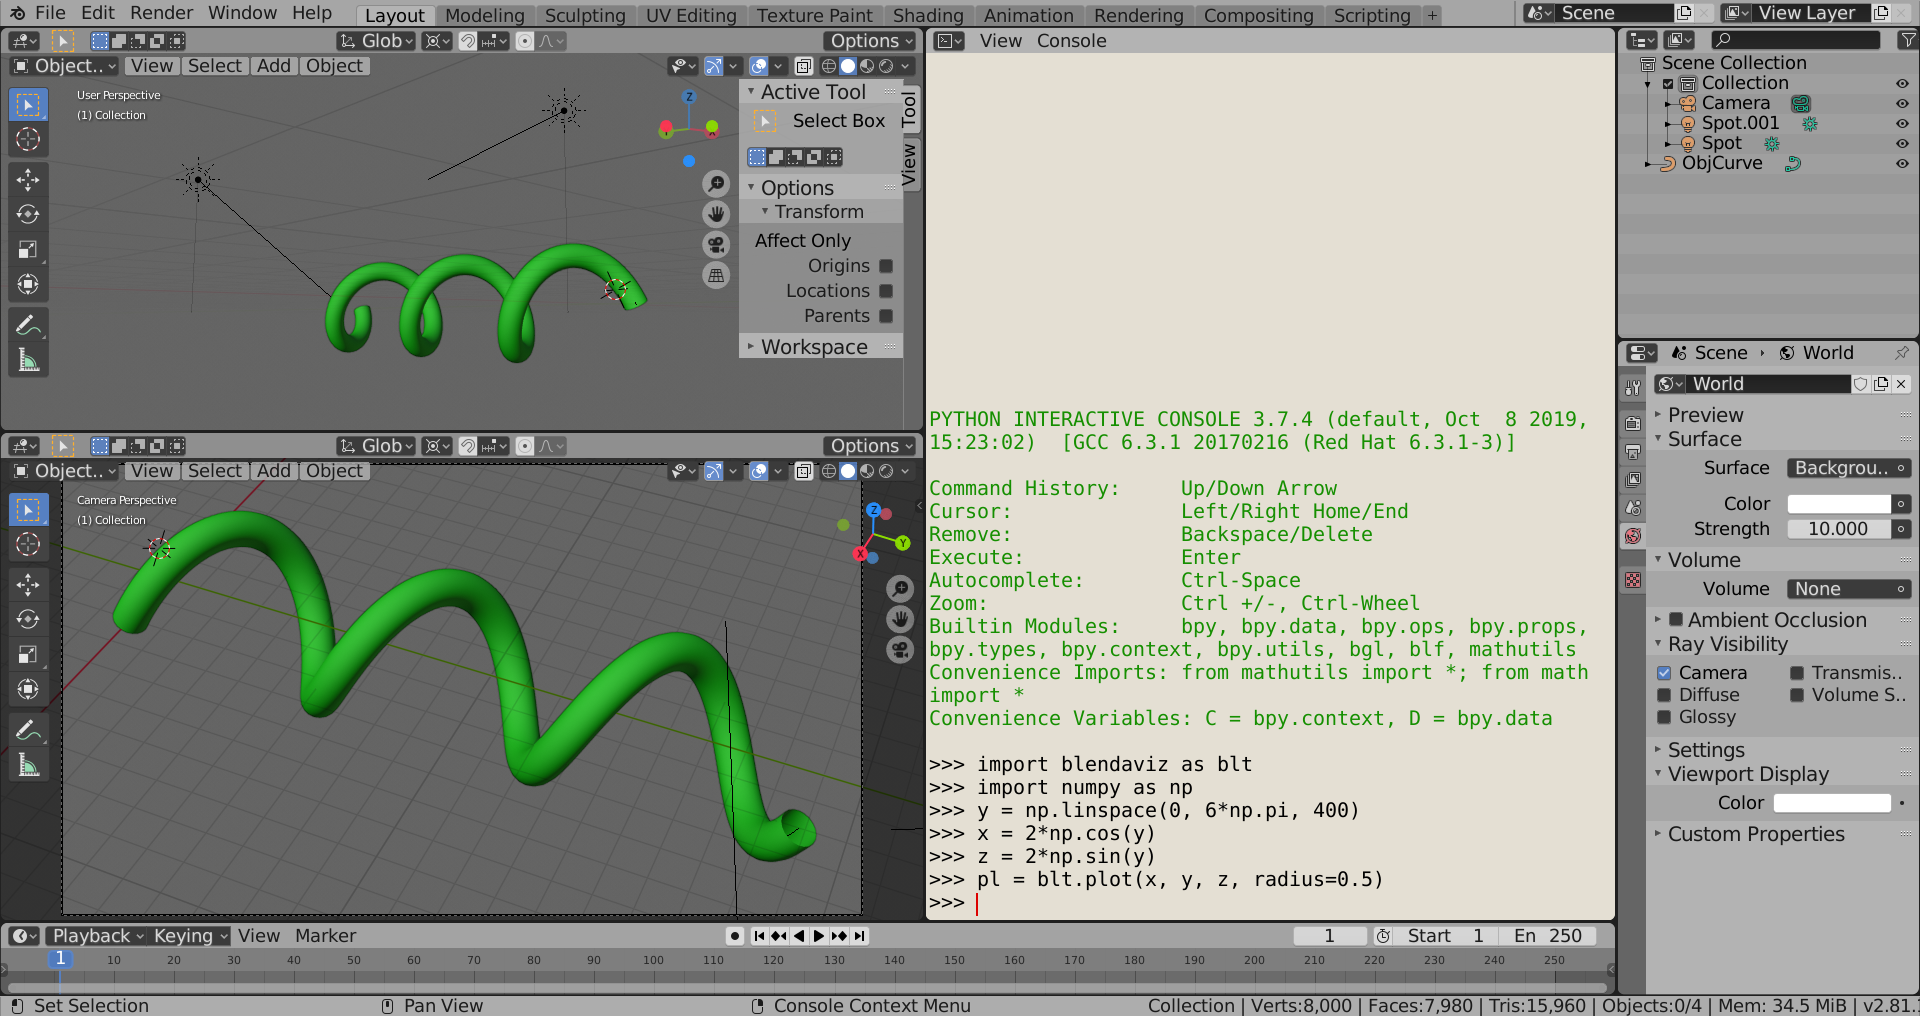 File Edit Render Window Help Layout Modeling Sculpting UV Editing Texture Paint Shading Animation Rendering Compositing Scripting + Scene View Layer
Glob Options
Object.. View Select Add Object
User Perspective
(1) Collection
Z
Active Tool
Select Box
Options
Transform
Affect Only
Origins
Locations
Parents
Workspace
Tool
View
Glob Options
Object.. View Select Add Object
Camera Perspective
(1) Collection
Z
Y
X
View Console
PYTHON INTERACTIVE CONSOLE 3.7.4 (default, Oct  8 2019,
15:23:02)  [GCC 6.3.1 20170216 (Red Hat 6.3.1-3)]
Command History:     Up/Down Arrow
Cursor:              Left/Right Home/End
Remove:              Backspace/Delete
Execute:             Enter
Autocomplete:        Ctrl-Space
Zoom:                Ctrl +/-, Ctrl-Wheel
Builtin Modules:     bpy, bpy.data, bpy.ops, bpy.props,
bpy.types, bpy.context, bpy.utils, bgl, blf, mathutils
Convenience Imports: from mathutils import *; from math
import *
Convenience Variables: C = bpy.context, D = bpy.data
>>> import blendaviz as blt
>>> import numpy as np
>>> y = np.linspace(0, 6*np.pi, 400)
>>> x = 2*np.cos(y)
>>> z = 2*np.sin(y)
>>> pl = blt.plot(x, y, z, radius=0.5)
>>>
Scene Collection
Collection
Camera
Spot.001
Spot
ObjCurve
Scene World
World
Preview
Surface
Surface Backgrou..
Color
Strength 10.000
Volume
Volume None
Ambient Occlusion
Ray Visibility
Camera Transmis..
Diffuse Volume S..
Glossy
Settings
Viewport Display
Color
Custom Properties
Playback Keying View Marker 1 Start 1 En 250
1 10 20 30 40 50 60 70 80 90 100 110 120 130 140 150 160 170 180 190 200 210 220 230 240 250
Set Selection Pan View Console Context Menu Collection | Verts:8,000 | Faces:7,980 | Tris:15,960 | Objects:0/4 | Mem: 34.5 MiB | v2.81.